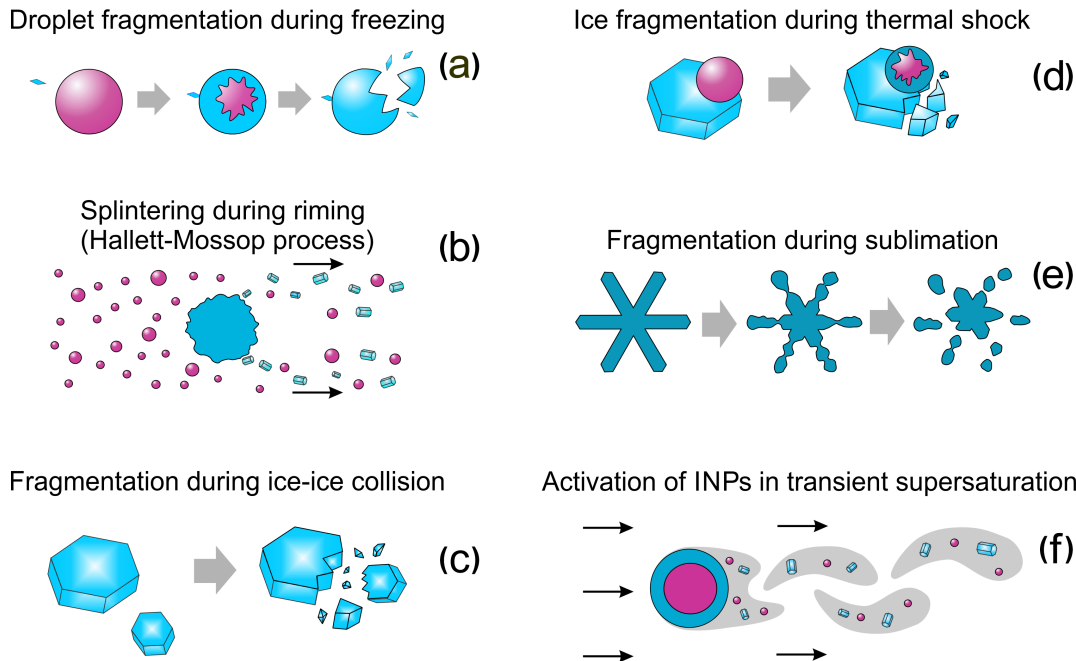 Droplet fragmentation during freezing
(a)
Splintering during riming
(Hallett-Mossop process)
(b)
Fragmentation during ice-ice collision
(c)
Ice fragmentation during thermal shock
(d)
Fragmentation during sublimation
(e)
Activation of INPs in transient supersaturation
(f)